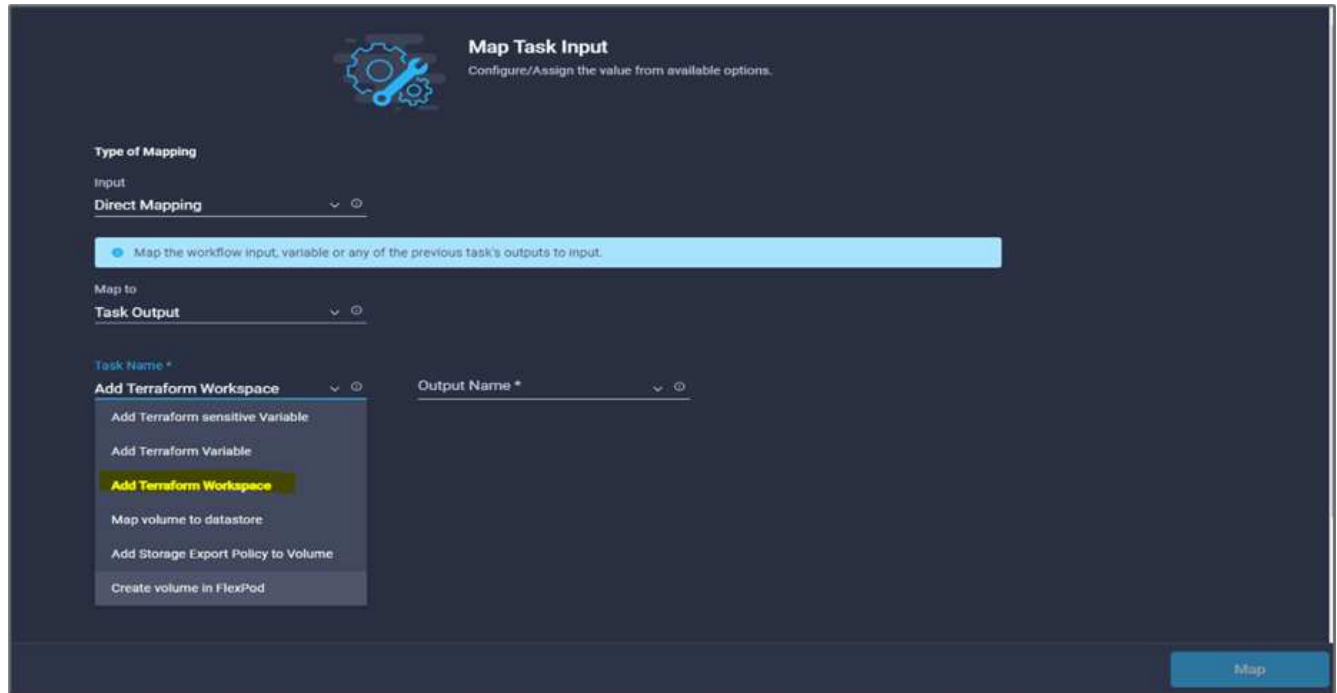 Map Task Input
Configure/Assign the value from available options.
Type of Mapping
Input
Direct Mapping
Map the workflow input, variable or any of the previous task's outputs to input.
Map to
Task Output
Task Name *
Add Terraform Workspace
Output Name *
Add Terraform sensitive Variable
Add Terraform Variable
Add Terraform Workspace
Map volume to datastore
Add Storage Export Policy to Volume
Create volume in FlexPod
Map